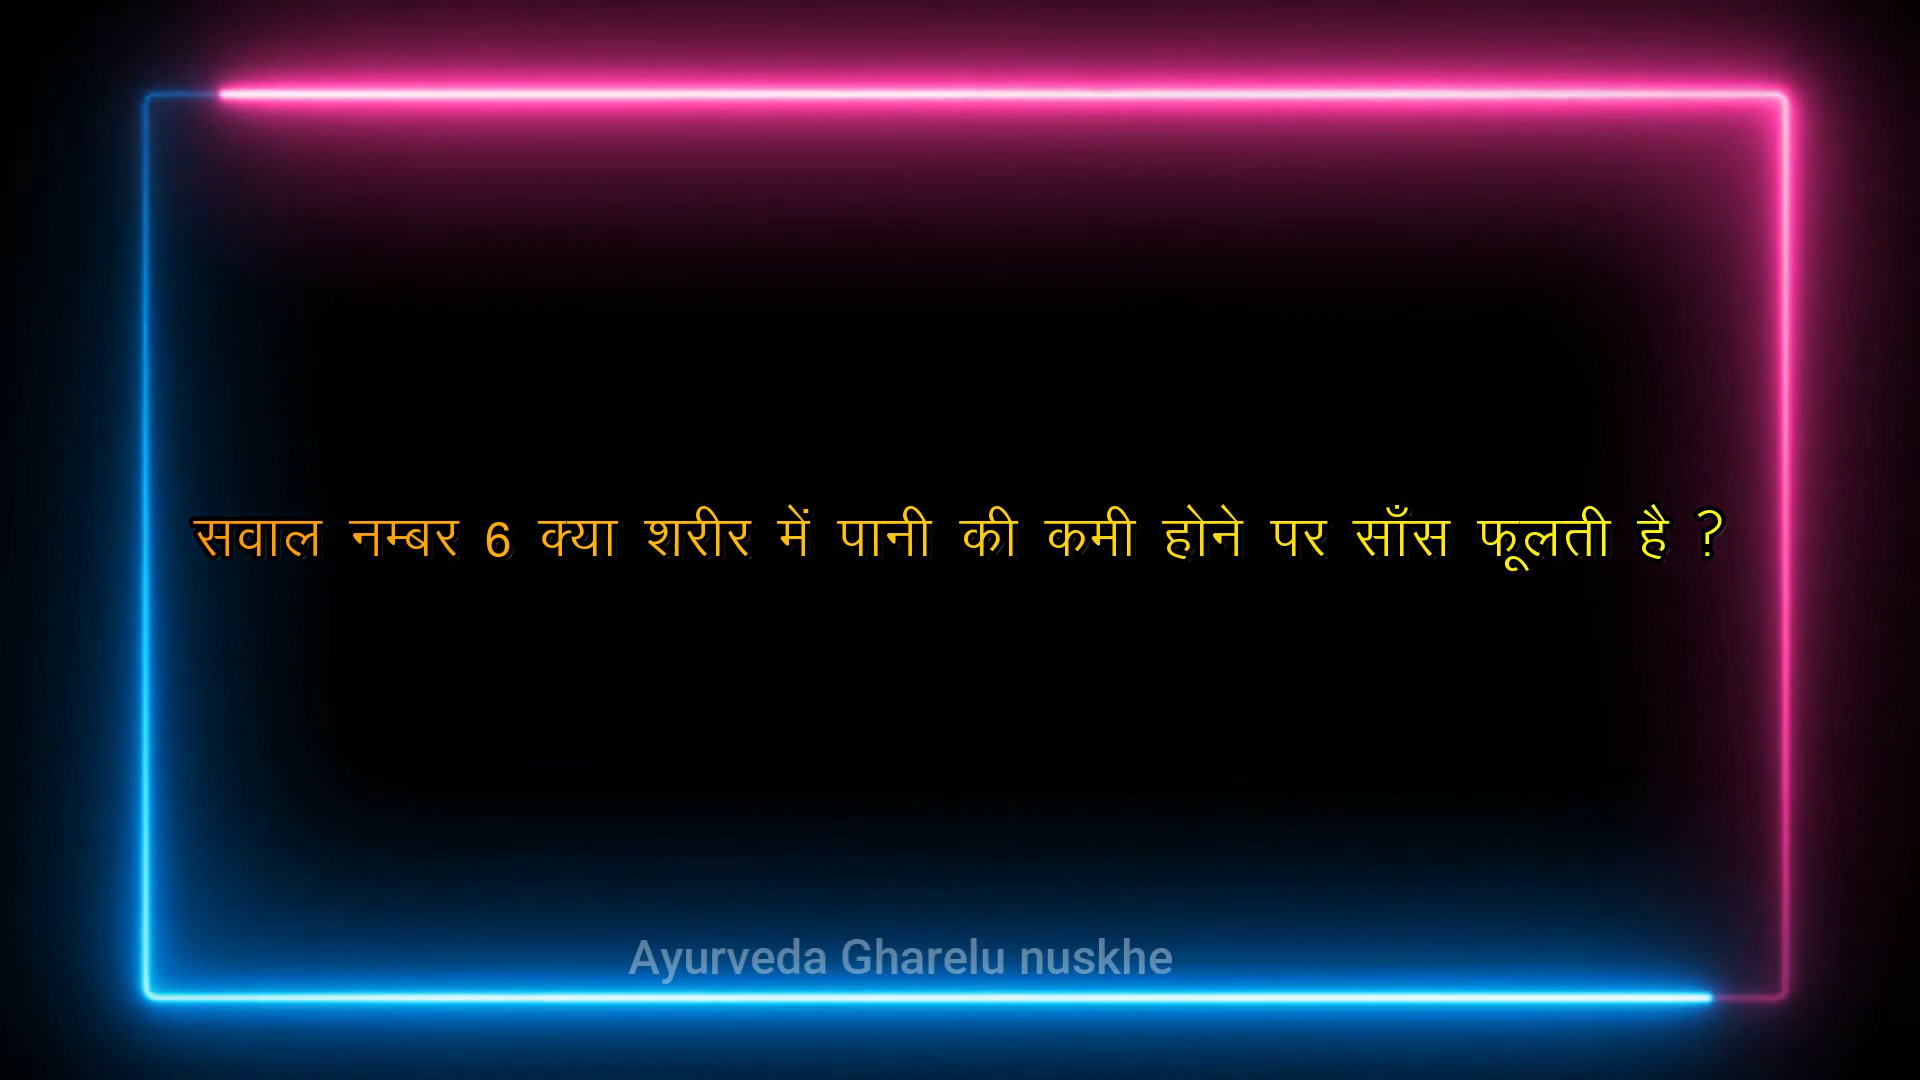 सवाल नम्बर 6 क्या शरीर में पानी की कमी होने पर साँस फूलती है ?
Ayurveda Gharelu nuskhe